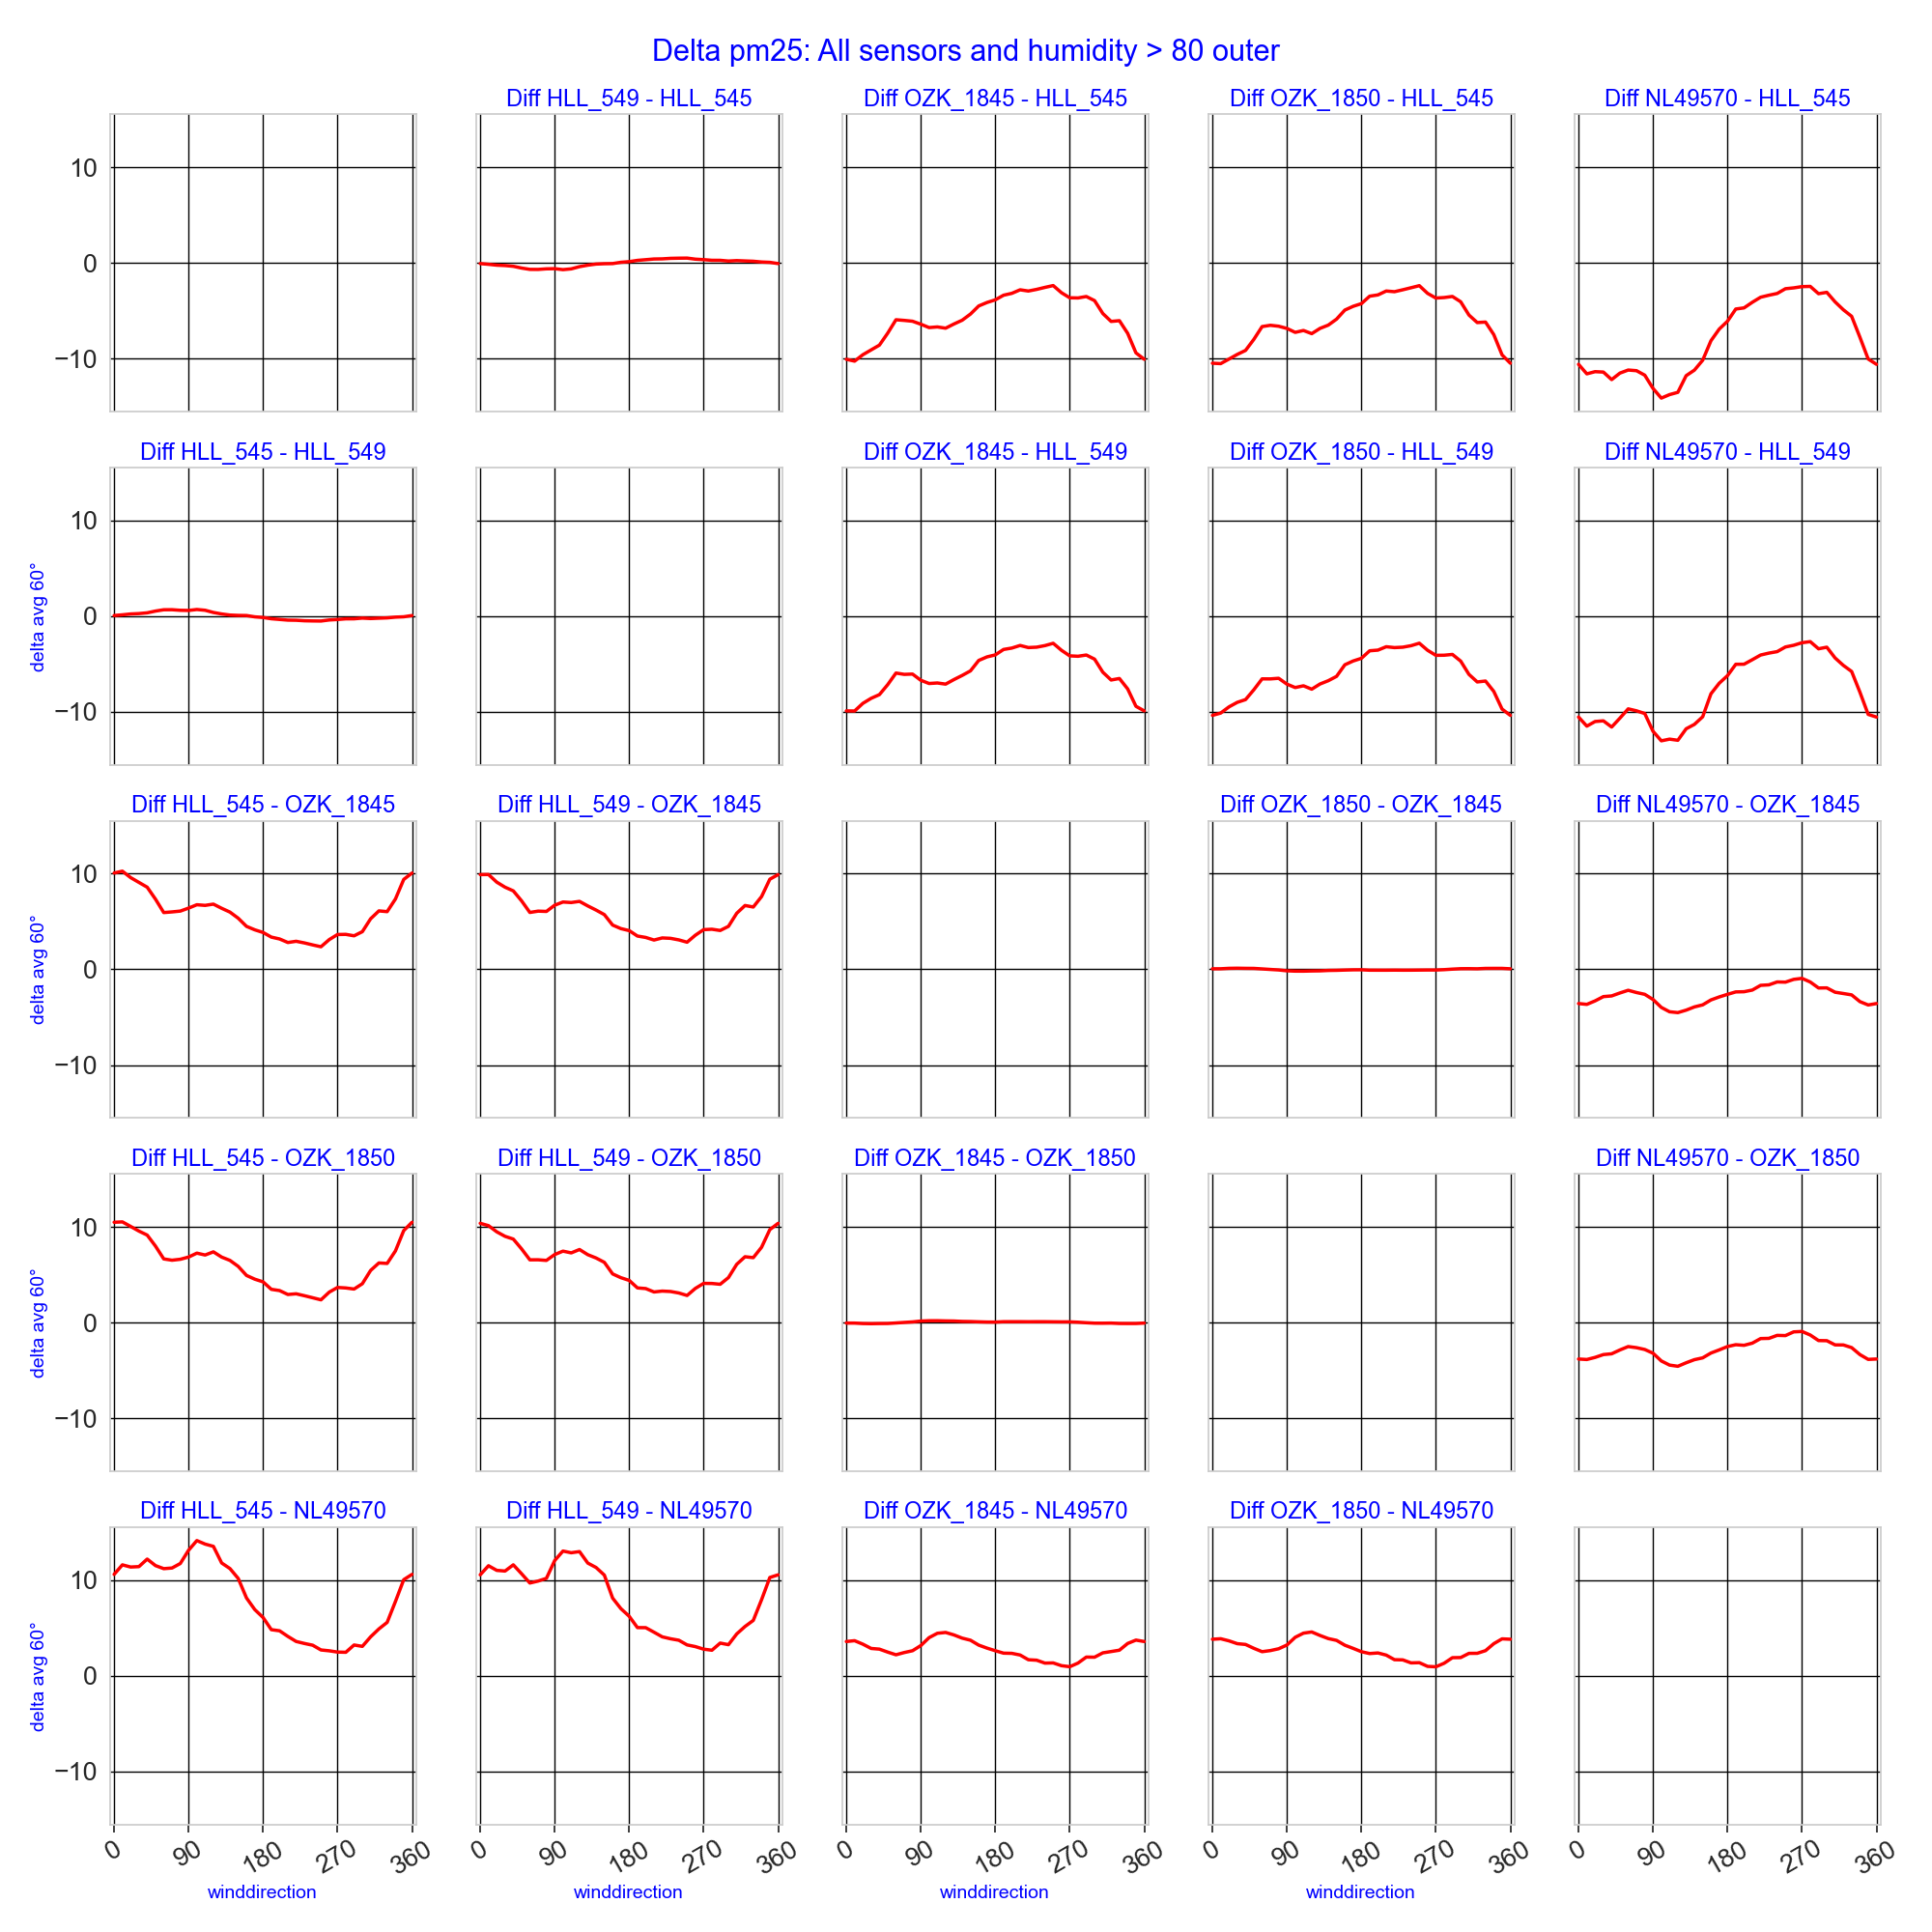 Delta pm25: All sensors and humidity > 80 outer
Diff HLL_549 - HLL_545
Diff OZK_1845 - HLL_545
Diff OZK_1850 - HLL_545
Diff NL49570 - HLL_545
10
0
−10
Diff HLL_545 - HLL_549
Diff OZK_1845 - HLL_549
Diff OZK_1850 - HLL_549
Diff NL49570 - HLL_549
delta avg 60°
10
0
−10
Diff HLL_545 - OZK_1845
Diff HLL_549 - OZK_1845
Diff OZK_1850 - OZK_1845
Diff NL49570 - OZK_1845
delta avg 60°
10
0
−10
Diff HLL_545 - OZK_1850
Diff HLL_549 - OZK_1850
Diff OZK_1845 - OZK_1850
Diff NL49570 - OZK_1850
delta avg 60°
10
0
−10
Diff HLL_545 - NL49570
Diff HLL_549 - NL49570
Diff OZK_1845 - NL49570
Diff OZK_1850 - NL49570
delta avg 60°
10
0
−10
0 90 180 270 360
0 90 180 270 360
0 90 180 270 360
0 90 180 270 360
0 90 180 270 360
winddirection
winddirection
winddirection
winddirection